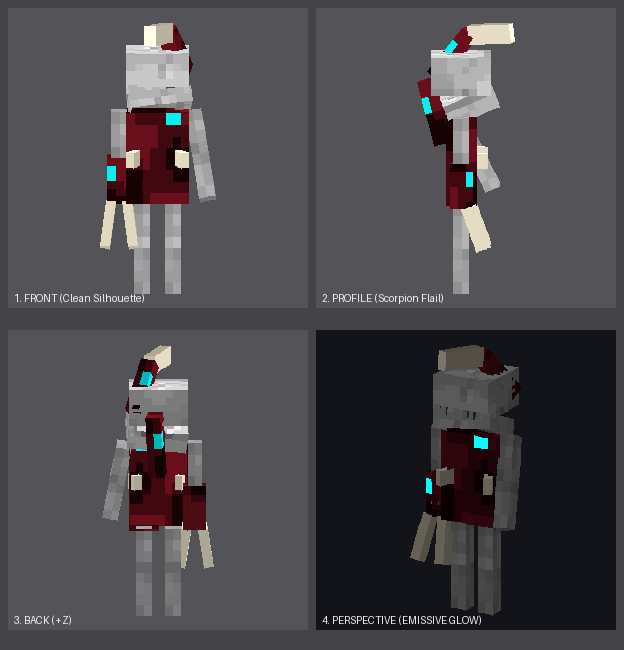 1. FRONT (Clean Silhouette)
2. PROFILE (Scorpion Flail)
3. BACK (+Z)
4. PERSPECTIVE (EMISSIVE GLOW)